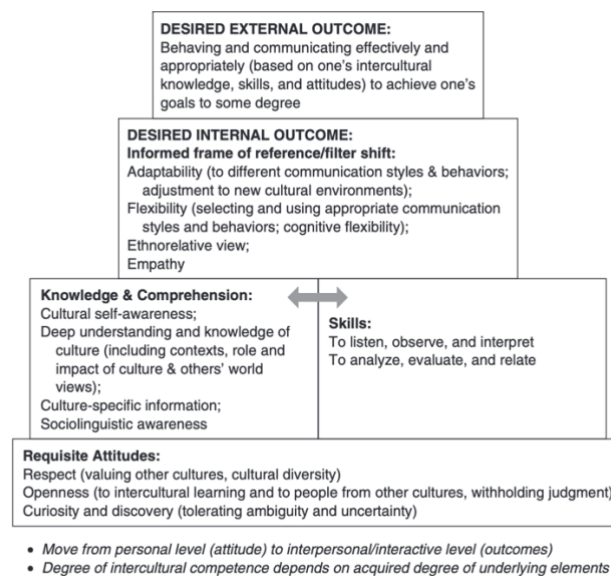 DESIRED EXTERNAL OUTCOME:
Behaving and communicating effectively and
appropriately (based on one's intercultural
knowledge, skills, and attitudes) to achieve one's
goals to some degree
DESIRED INTERNAL OUTCOME:
Informed frame of reference/filter shift:
Adaptability (to different communication styles & behaviors;
adjustment to new cultural environments);
Flexibility (selecting and using appropriate communication
styles and behaviors; cognitive flexibility);
Ethnorelative view;
Empathy
Knowledge & Comprehension:
Cultural self-awareness;
Deep understanding and knowledge of
culture (including contexts, role and
impact of culture & others' world
views);
Culture-specific information;
Sociolinguistic awareness
Skills:
To listen, observe, and interpret
To analyze, evaluate, and relate
Requisite Attitudes:
Respect (valuing other cultures, cultural diversity)
Openness (to intercultural learning and to people from other cultures, withholding judgment)
Curiosity and discovery (tolerating ambiguity and uncertainty)
• Move from personal level (attitude) to interpersonal/interactive level (outcomes)
• Degree of intercultural competence depends on acquired degree of underlying elements